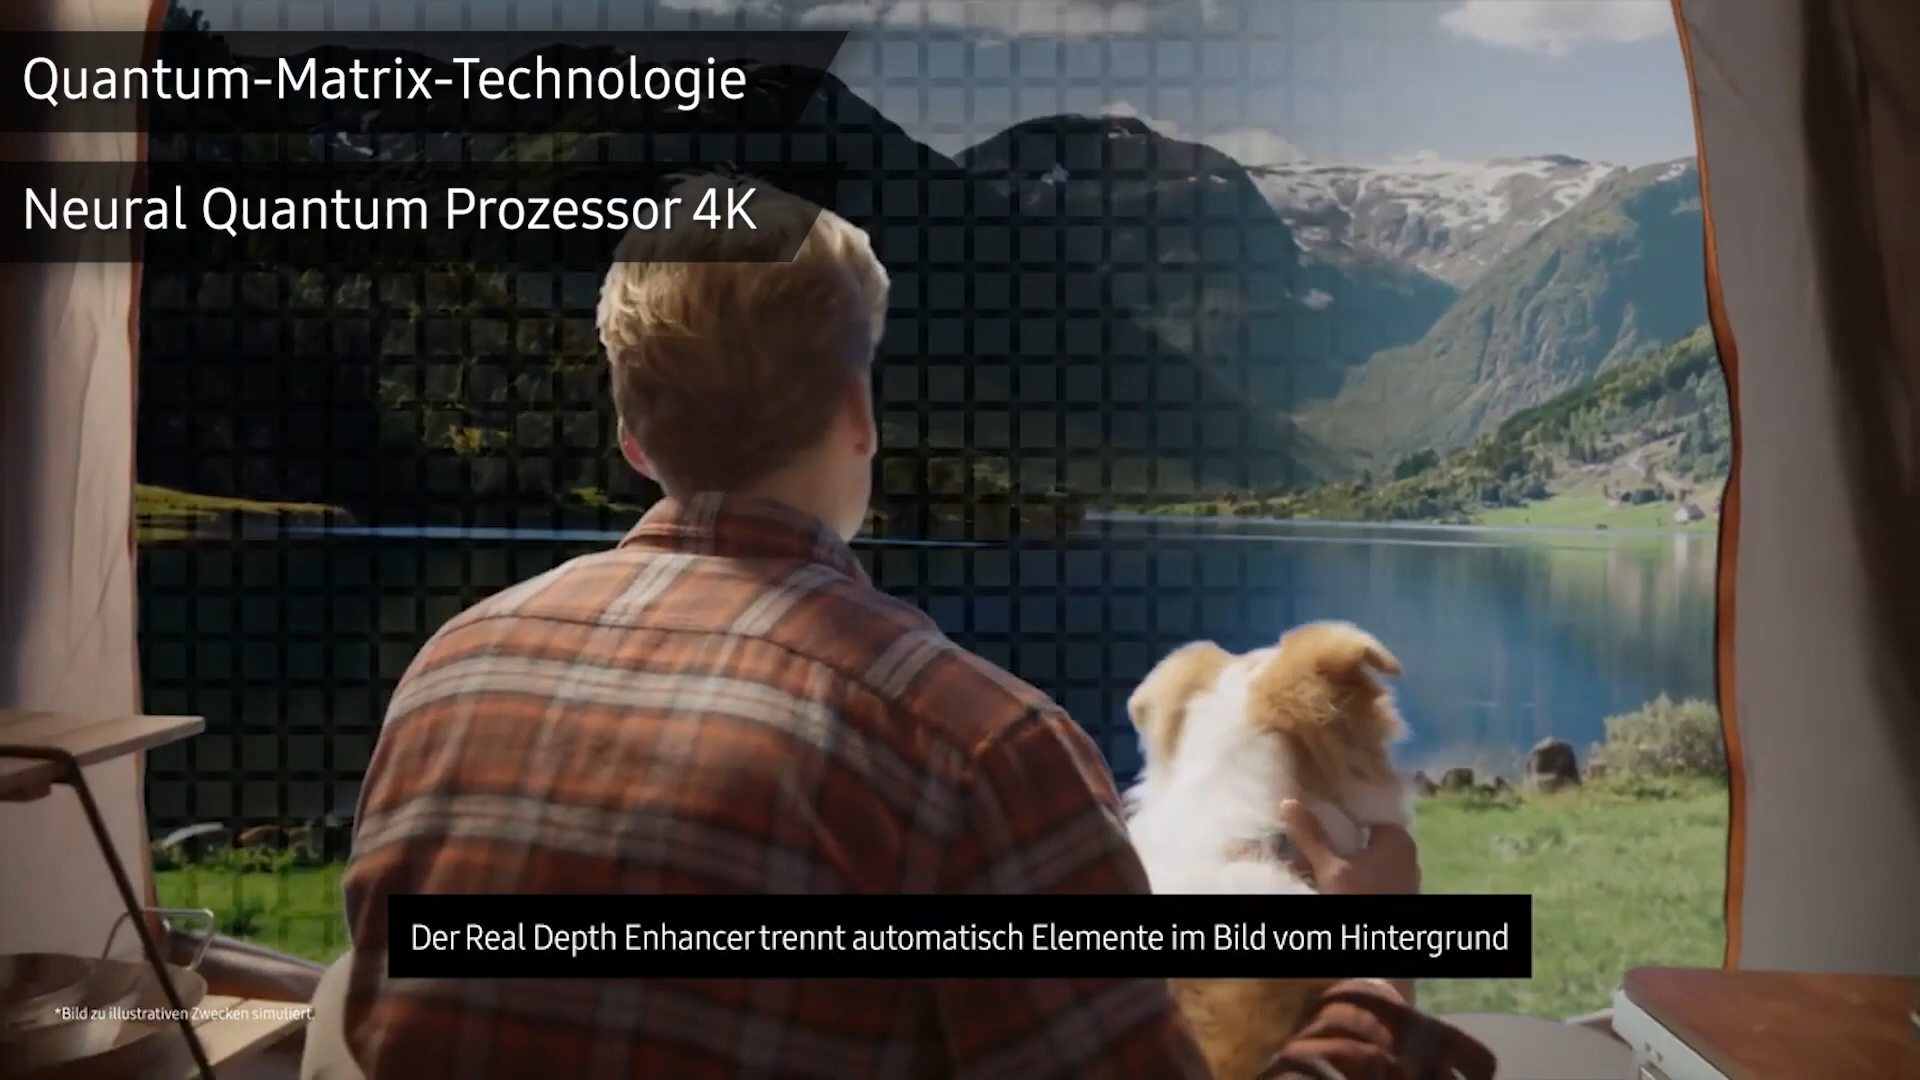 Quantum-Matrix-Technologie
Neural Quantum Prozessor 4K
Der Real Depth Enhancer trennt automatisch Elemente im Bild vom Hintergrund
*Bild zu illustrativen Zwecken simuliert.